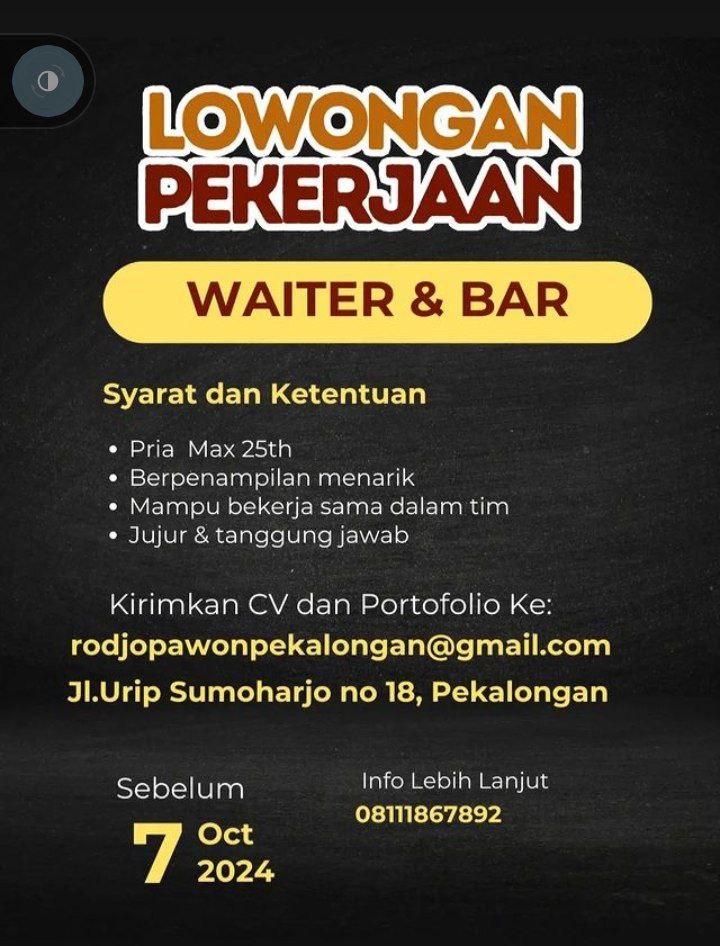 LOWONGAN
PEKERJAAN
WAITER & BAR
Syarat dan Ketentuan
• Pria Max 25th
• Berpenampilan menarik
• Mampu bekerja sama dalam tim
• Jujur & tanggung jawab
Kirimkan CV dan Portofolio Ke:
rodjopawonpekalongan@gmail.com
Jl.Urip Sumoharjo no 18, Pekalongan
Sebelum
7 Oct
2024
Info Lebih Lanjut
08111867892